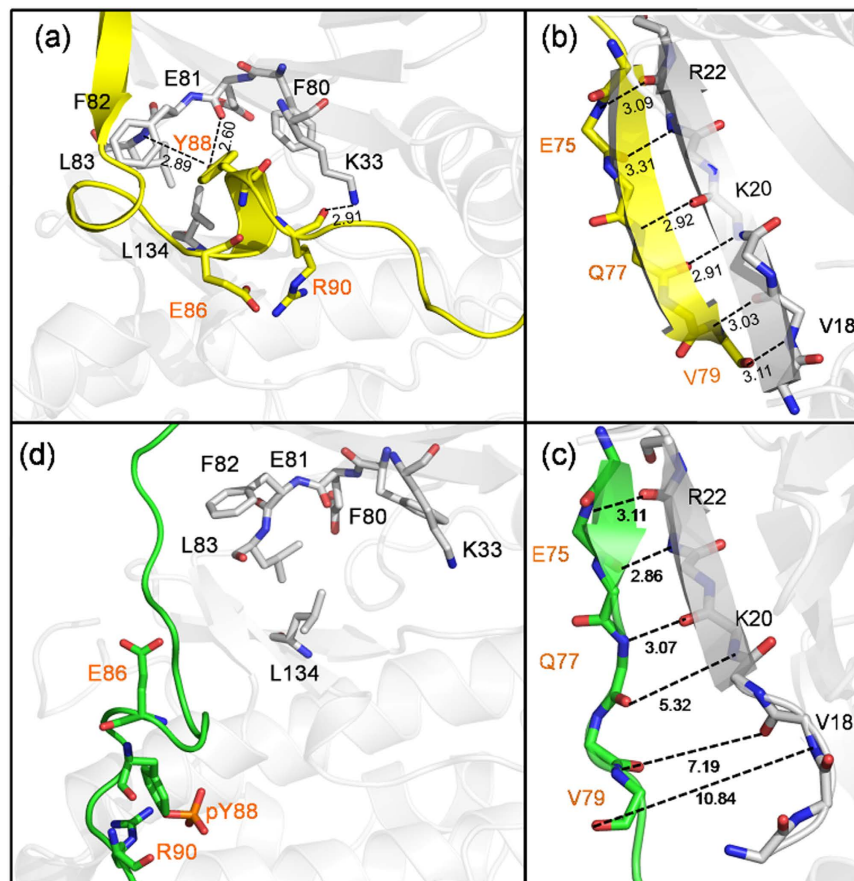 (a)
E81
F80
F82
Y88
2.60
L83
2.89
K33
2.91
L134
E86
R90
(b)
R22
3.09
E75
3.31
K20
2.92
Q77
2.91
3.03
V18
V79
3.11
(d)
F82
E81
F80
L83
K33
E86
L134
pY88
R90
(c)
R22
3.11
E75
2.86
K20
3.07
Q77
5.32
V18
7.19
V79
10.84